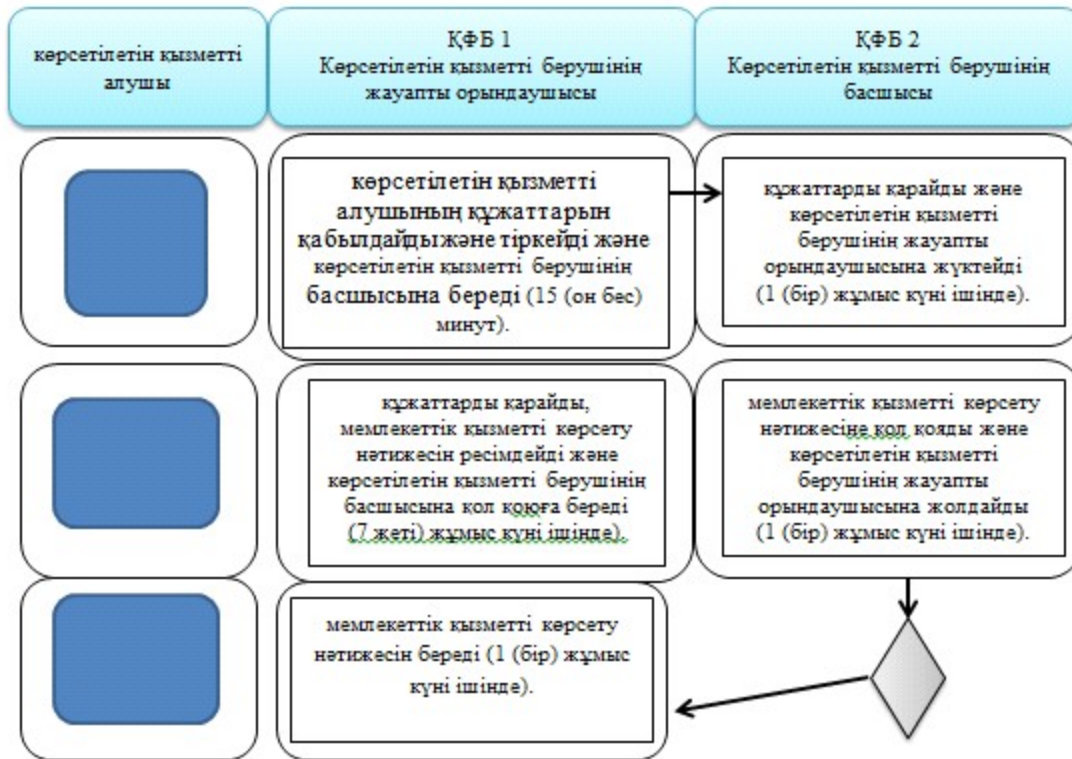 көрсетілетін қызметті
алушы
ҚФБ 1
Көрсетілетін қызметті берушінің
жауапты орындаушысы
ҚФБ 2
Көрсетілетін қызметті берушінің
басшысы
көрсетілетін қызметті
алушының құжаттарын
қабылдайды және тіркейді және
көрсетілетін қызметті берушінің
басшысына береді (15 (он бес)
минут).
құжаттарды қарайды және
көрсетілетін қызметті
берушінің жауапты
орындаушысына жүктейді
(1 (бір) жұмыс күні ішінде).
құжаттарды қарайды,
мемлекеттік қызметті көрсету
нәтижесін ресімдейді және
көрсетілетін қызметті берушінің
басшысына қол қоюға береді
(7 жеті) жұмыс күні ішінде).
мемлекеттік қызметті көрсету
нәтижесіне қол қояды және
көрсетілетін қызметті
берушінің жауапты
орындаушысына жолдайды
(1 (бір) жұмыс күні ішінде).
мемлекеттік қызметті көрсету
нәтижесін береді (1 (бір) жұмыс
күні ішінде).